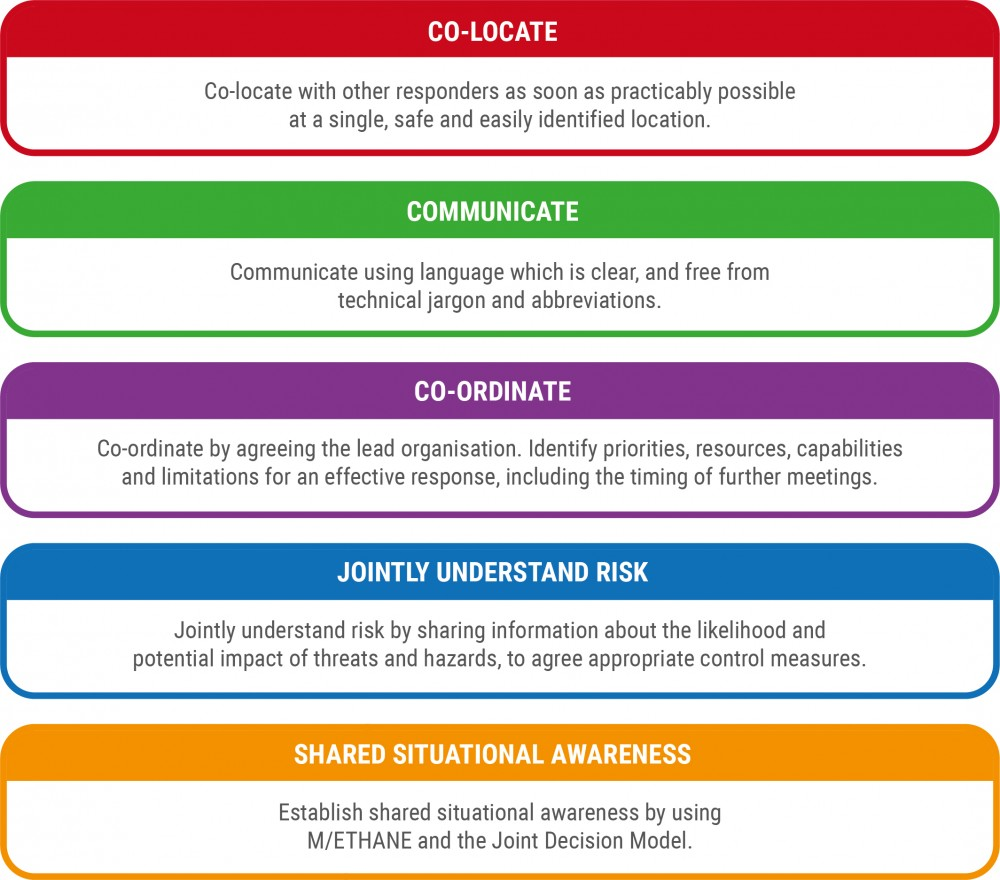 CO-LOCATE
Co-locate with other responders as soon as practicably possible
at a single, safe and easily identified location.
COMMUNICATE
Communicate using language which is clear, and free from
technical jargon and abbreviations.
CO-ORDINATE
Co-ordinate by agreeing the lead organisation. Identify priorities, resources, capabilities
and limitations for an effective response, including the timing of further meetings.
JOINTLY UNDERSTAND RISK
Jointly understand risk by sharing information about the likelihood and
potential impact of threats and hazards, to agree appropriate control measures.
SHARED SITUATIONAL AWARENESS
Establish shared situational awareness by using
M/ETHANE and the Joint Decision Model.